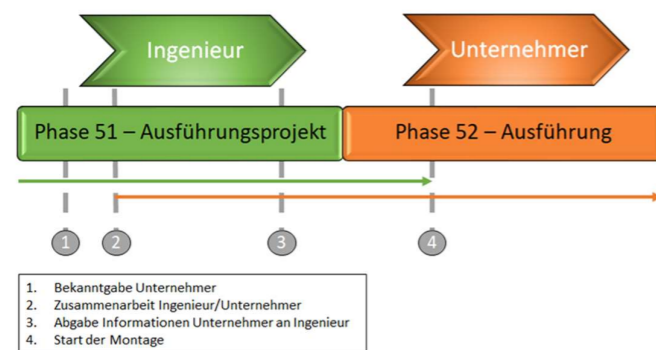 Ingenieur
Unternehmer
Phase 51 – Ausführungsprojekt
Phase 52 – Ausführung
1
2
3
4
1. Bekanntgabe Unternehmer
2. Zusammenarbeit Ingenieur/Unternehmer
3. Abgabe Informationen Unternehmer an Ingenieur
4. Start der Montage